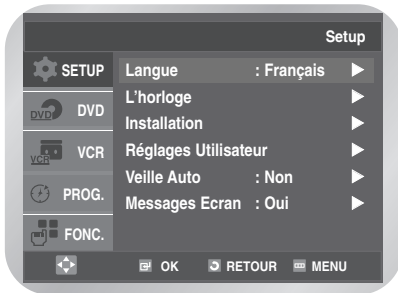 Setup
SETUP
DVD
DVD
VCR
VCR
PROG.
FONC.
Langue : Français
L'horloge
Installation
Réglages Utilisateur
Veille Auto : Non
Messages Ecran : Oui
OK RETOUR MENU